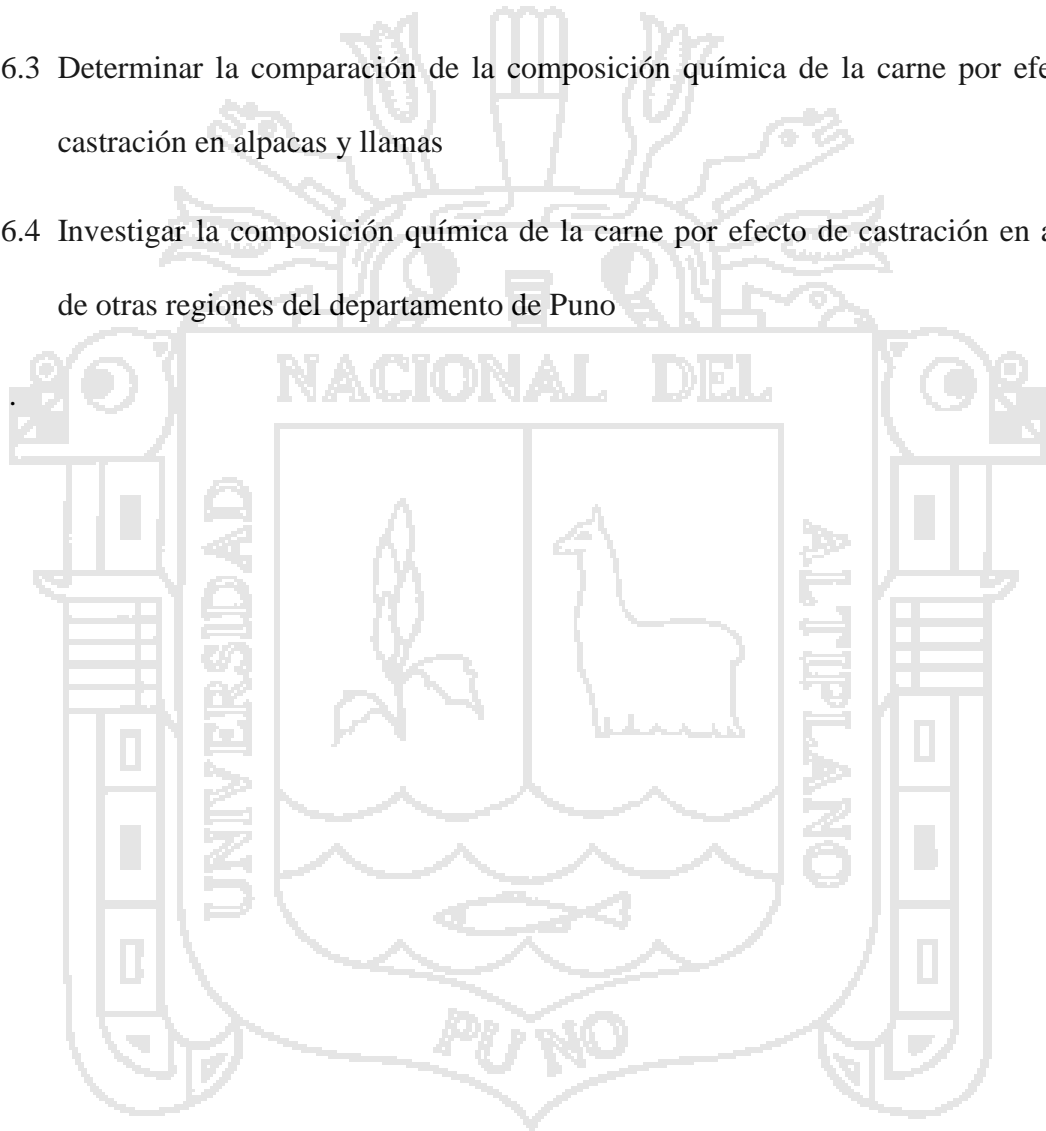 6.3 Determinar la comparación de la composición química de la carne por efe
castración en alpacas y llamas
6.4 Investigar la composición química de la carne por efecto de castración en a
de otras regiones del departamento de Puno
.
NACIONAL DEL
UNIVERSIDAD
ALTIPLANO
PUNO